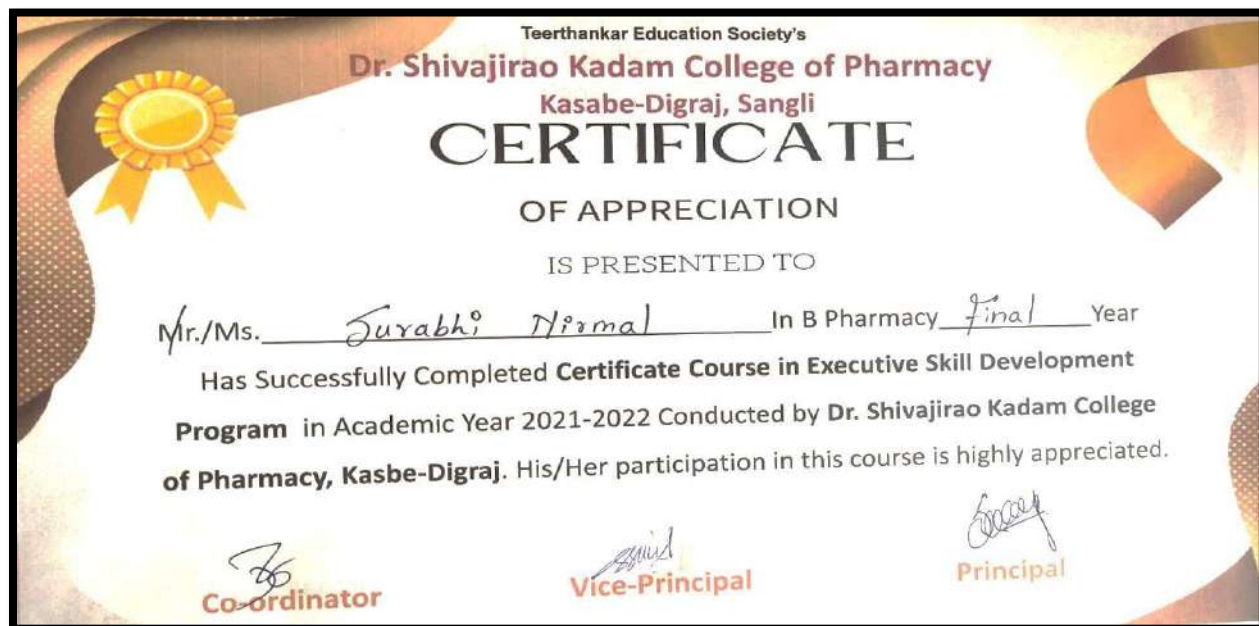 Teerthankar Education Society's
Dr. Shivajirao Kadam College of Pharmacy
Kasabe-Digraj, Sangli
CERTIFICATE
OF APPRECIATION
IS PRESENTED TO
Mr./Ms. Surabhi Nirmal In B Pharmacy Final Year
Has Successfully Completed Certificate Course in Executive Skill Development
Program in Academic Year 2021-2022 Conducted by Dr. Shivajirao Kadam College
of Pharmacy, Kasbe-Digraj. His/Her participation in this course is highly appreciated.
Co-ordinator Vice-Principal Principal